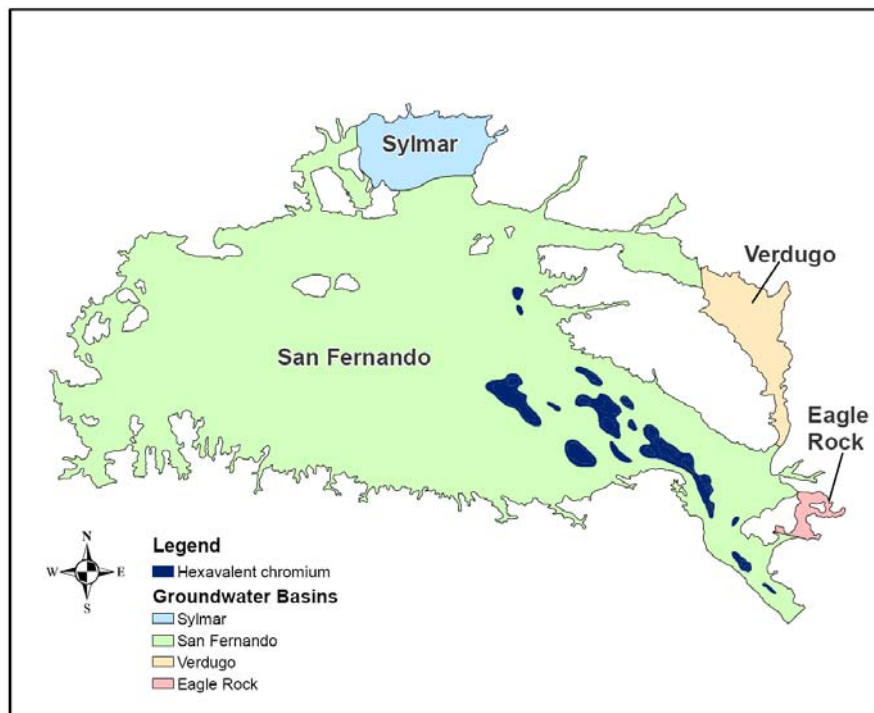 Sylmar
Verdugo
San Fernando
Eagle
Rock
N
W E
S
Legend
Hexavalent chromium
Groundwater Basins
Sylmar
San Fernando
Verdugo
Eagle Rock